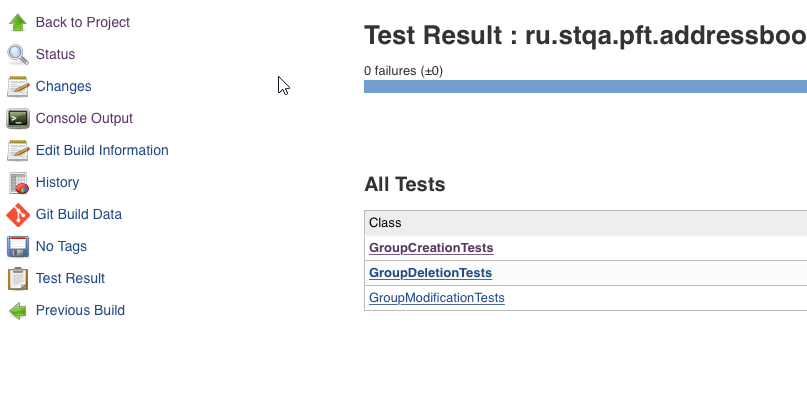 Back to Project
Status
Changes
Console Output
Edit Build Information
History
Git Build Data
No Tags
Test Result
Previous Build
Test Result : ru.stqa.pft.addressboo
0 failures (±0)
All Tests
Class
GroupCreationTests
GroupDeletionTests
GroupModificationTests